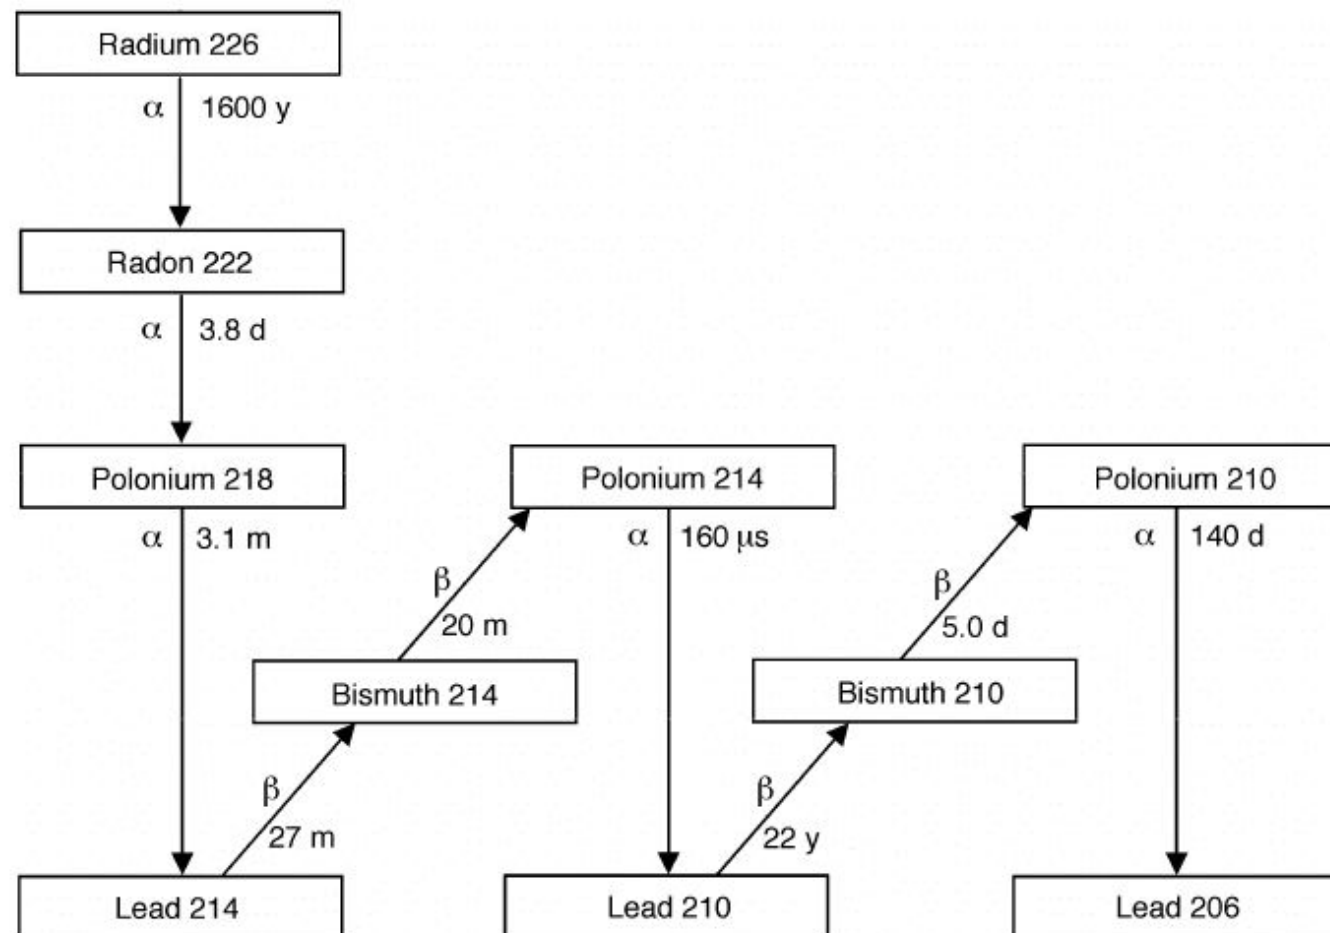 Radium 226
α 1600 y
Radon 222
α 3.8 d
Polonium 218
Polonium 214
Polonium 210
α 3.1 m
α 160 μs
α 140 d
β
20 m
β
5.0 d
Bismuth 214
Bismuth 210
β
27 m
β
22 y
Lead 214
Lead 210
Lead 206